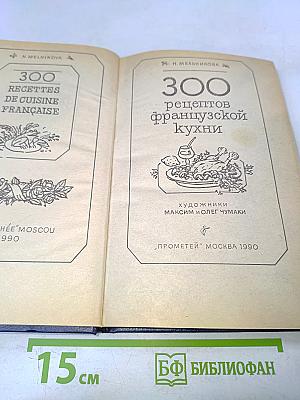 N. MELNIKOVA
300
RECETTES
DE CUISINE
FRANÇAISE
HÉE" MOSCOU
1990
Н. МЕЛЬНИКОВА
300
рецептов
французской
кухни
ХУДОЖНИКИ
МАКСИМ и ОЛЕГ ЧУМАКИ
„ПРОМЕТЕЙ" МОСКВА 1990
15 см
БФ БИБЛИОФАН